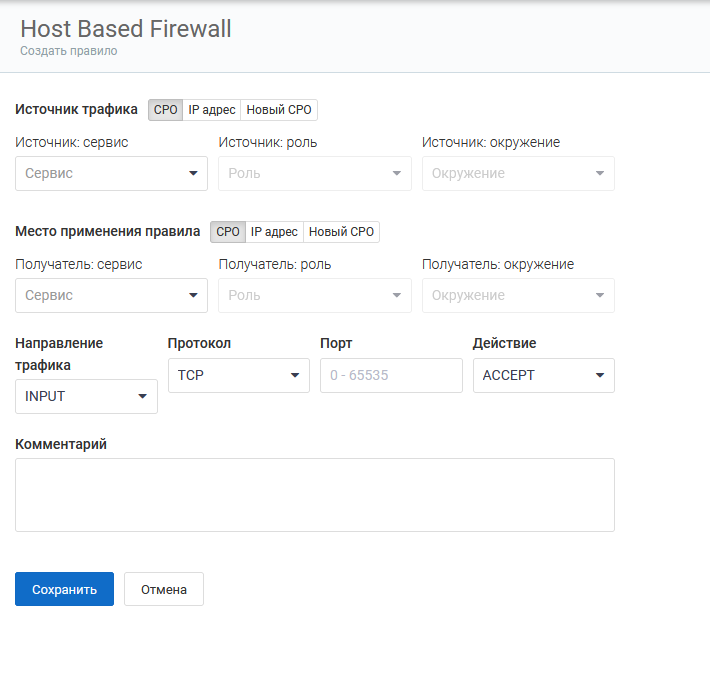 Host Based Firewall
Создать правило
Источник трафика СРО IP адрес Новый СРО
Источник: сервис Источник: роль Источник: окружение
Сервис Роль Окружение
Место применения правила СРО IP адрес Новый СРО
Получатель: сервис Получатель: роль Получатель: окружение
Сервис Роль Окружение
Направление трафика Протокол Порт Действие
INPUT TCP 0 - 65535 ACCEPT
Комментарий
Сохранить Отмена